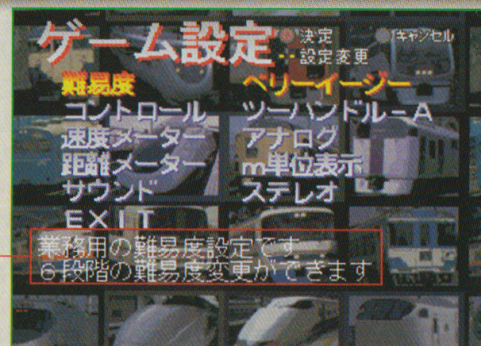 ゲーム設定
決定 キャンセル
設定変更
難易度 ベリーイージー
コントロール ツーハンドル-A
速度メーター アナログ
距離メーター m単位表示
サウンド ステレオ
EXIT
業務用の難易度設定です
6段階の難易度変更ができます